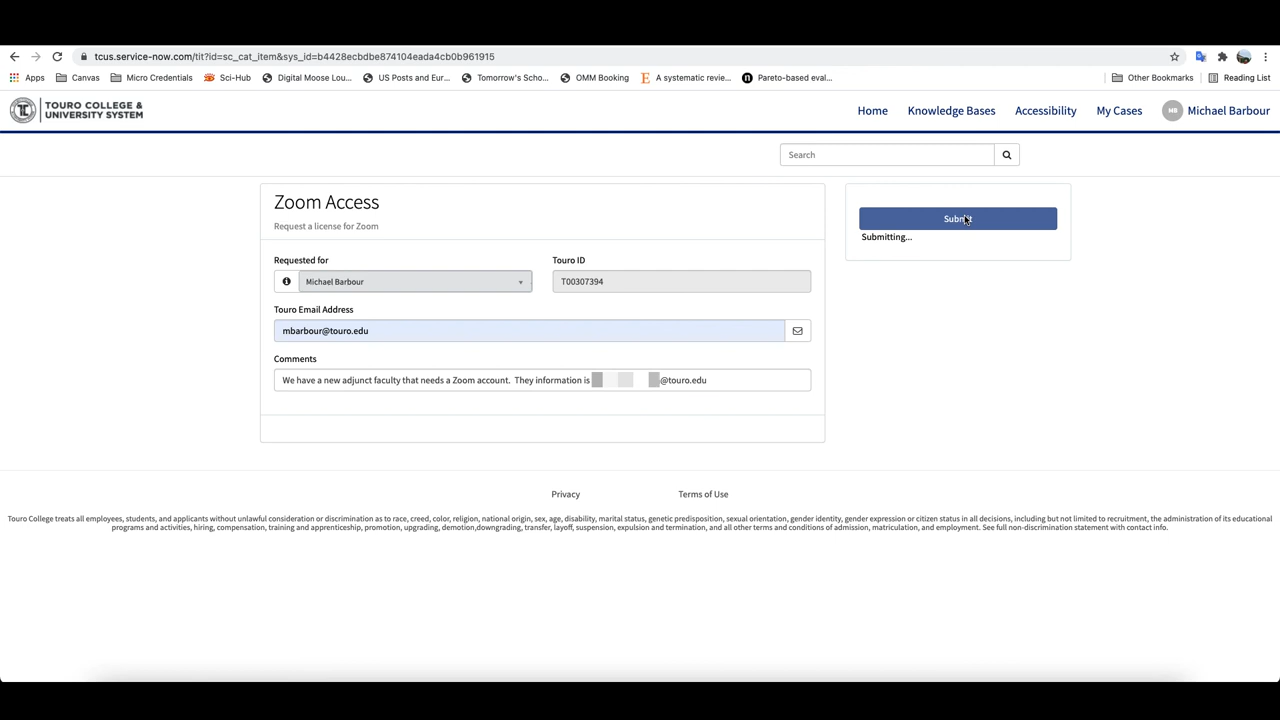 tcus.service-now.com/tit?id=sc_cat_item&sys_id=b4428ecbdbe874104eada4cb0b961915
Apps Canvas Micro Credentials Sci-Hub Digital Moose Lou... US Posts and Eur... Tomorrow's Scho... OMM Booking A systematic revie... Pareto-based eval... Other Bookmarks Reading List
TOURO COLLEGE &
UNIVERSITY SYSTEM
Home Knowledge Bases Accessibility My Cases MB Michael Barbour
Search
Zoom Access
Request a license for Zoom
Submit
Submitting...
Requested for Touro ID
Michael Barbour T00307394
Touro Email Address
mbarbour@touro.edu
Comments
We have a new adjunct faculty that needs a Zoom account. They information is @touro.edu
Privacy Terms of Use
Touro College treats all employees, students, and applicants without unlawful consideration or discrimination as to race, creed, color, religion, national origin, sex, age, disability, marital status, genetic predisposition, sexual orientation, gender identity, gender expression or citizen status in all decisions, including but not limited to recruitment, the administration of its educational
programs and activities, hiring, compensation, training and apprenticeship, promotion, upgrading, demotion,downgrading, transfer, layoff, suspension, expulsion and termination, and all other terms and conditions of admission, matriculation, and employment. See full non-discrimination statement with contact info.